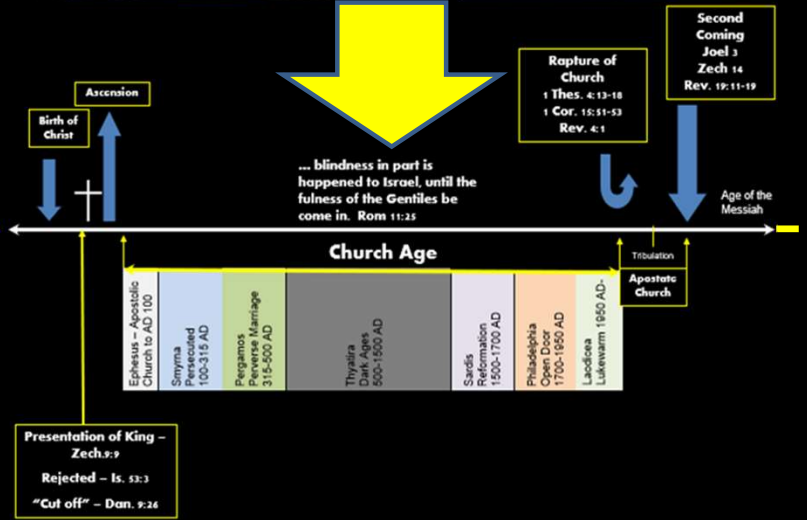 Second
Coming
Joel 3
Zech 14
Rev. 19:11-19
Rapture of
Church
1 Thes. 4:13-18
1 Cor. 15:51-53
Rev. 4:1
Ascension
Birth of
Christ
... blindness in part is
happened to Israel, until the
fulness of the Gentiles be
come in. Rom 11:25
Age of the
Messiah
Church Age
Tribulation
Apostate
Church
Ephesus – Apostolic
Church to AD 100
Smyrna
Persecuted
100-315 AD
Pergamos
Perverse Marriage
315-500 AD
Thyatira
Dark Ages
500-1500 AD
Sardis
Reformation
1500-1700 AD
Philadelphia
Open Door
1700-1950 AD
Laodicea
Lukewarm 1950 AD-
Presentation of King –
Zech.9:9
Rejected – Is. 53:3
"Cut off" – Dan. 9:26